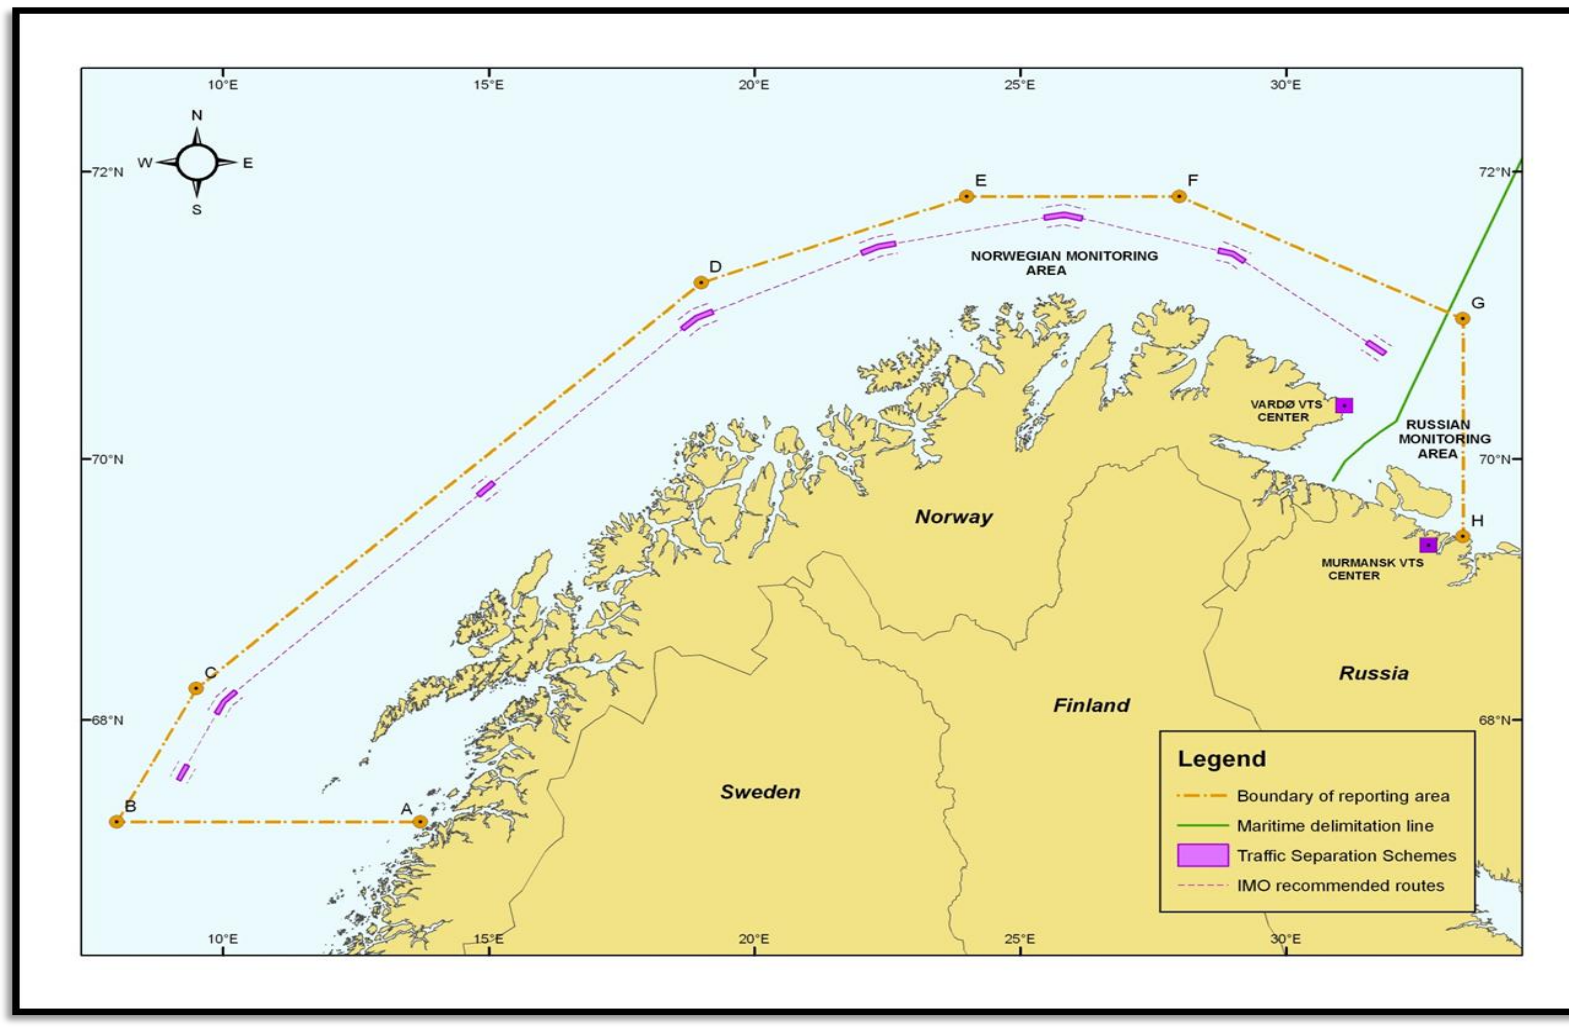 10°E 15°E 20°E 25°E 30°E
N
W E
S
72°N 72°N
E F
D
NORWEGIAN MONITORING
AREA
G
VARDØ VTS
CENTER
RUSSIAN
MONITORING
AREA
70°N 70°N
Norway
H
MURMANSK VTS
CENTER
C
Russia
Finland
68°N 68°N
Sweden
B A
Legend
Boundary of reporting area
Maritime delimitation line
Traffic Separation Schemes
IMO recommended routes
10°E 15°E 20°E 25°E 30°E